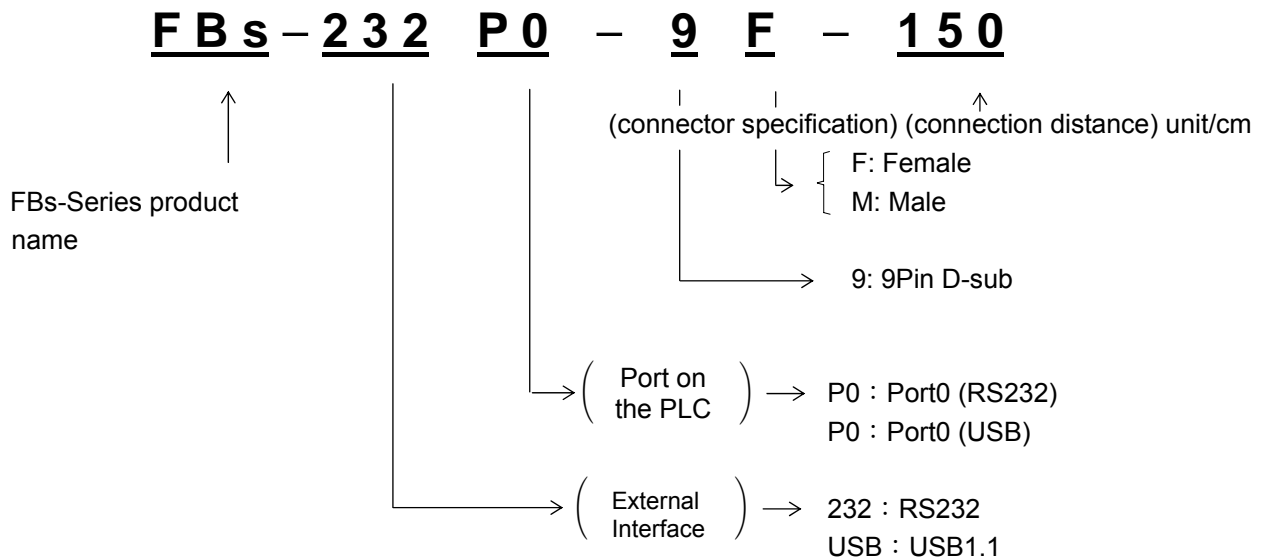 FBs – 232 P0 – 9 F – 150
(connector specification) (connection distance) unit/cm
F: Female
M: Male
FBs-Series product
name
9: 9Pin D-sub
Port on
the PLC
P0：Port0 (RS232)
P0：Port0 (USB)
External
Interface
232：RS232
USB：USB1.1